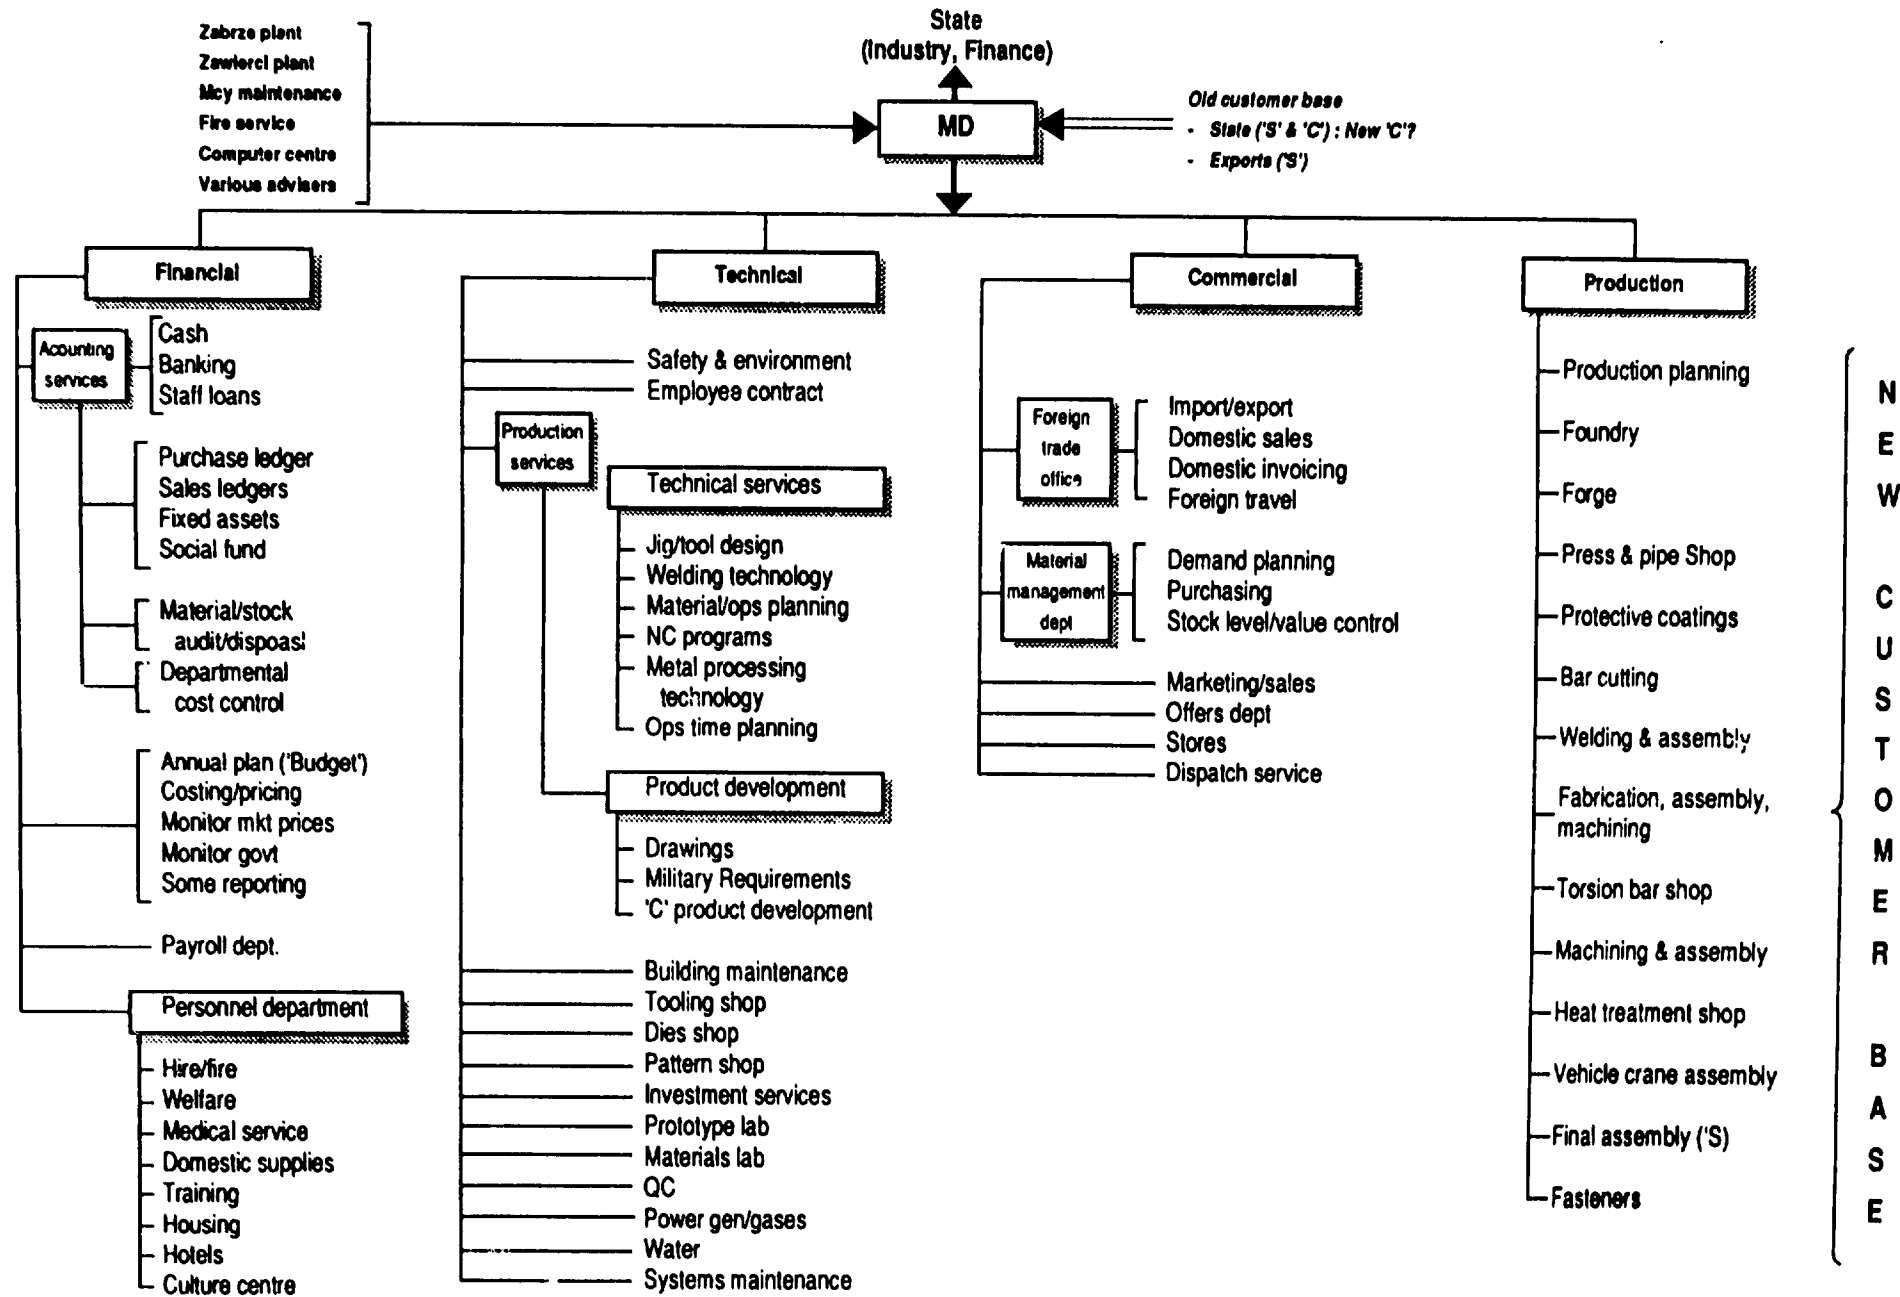 Zabrze plant
Zawierci plant
Mcy maintenance
Fire service
Computer centre
Various advisers
State
(Industry, Finance)
MD
Old customer base
- State ('S' & 'C') : New 'C'?
- Exports ('S')
Financial
Acounting
services
Cash
Banking
Staff loans
Purchase ledger
Sales ledgers
Fixed assets
Social fund
Material/stock
audit/dispoasl
Departmental
cost control
Annual plan ('Budget')
Costing/pricing
Monitor mkt prices
Monitor govt
Some reporting
Payroll dept.
Personnel department
Hire/fire
Welfare
Medical service
Domestic supplies
Training
Housing
Hotels
Culture centre
Technical
Safety & environment
Employee contract
Production
services
Technical services
Jig/tool design
Welding technology
Material/ops planning
NC programs
Metal processing
technology
Ops time planning
Product development
Drawings
Military Requirements
'C' product development
Building maintenance
Tooling shop
Dies shop
Pattern shop
Investment services
Prototype lab
Materials lab
QC
Power gen/gases
Water
Systems maintenance
Commercial
Foreign
trade
office
Import/export
Domestic sales
Domestic invoicing
Foreign travel
Material
management
dept
Demand planning
Purchasing
Stock level/value control
Marketing/sales
Offers dept
Stores
Dispatch service
Production
Production planning
Foundry
Forge
Press & pipe Shop
Protective coatings
Bar cutting
Welding & assembly
Fabrication, assembly,
machining
Torsion bar shop
Machining & assembly
Heat treatment shop
Vehicle crane assembly
Final assembly ('S)
Fasteners
NEW CUSTOMER BASE